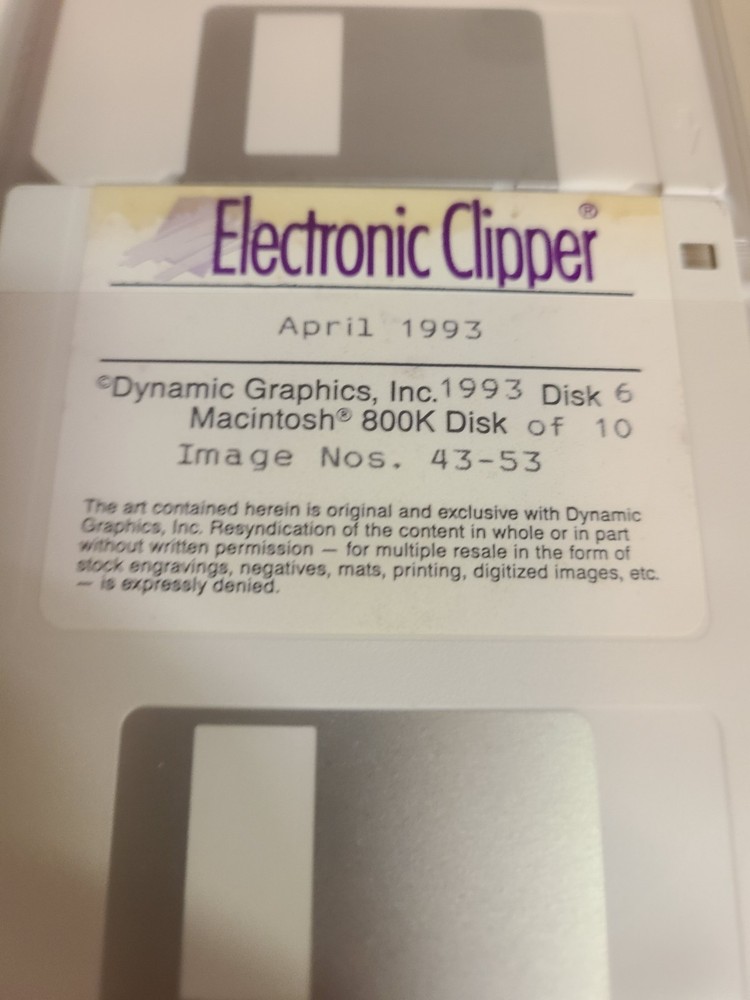 Electronic Clipper®
April 1993
©Dynamic Graphics, Inc. 1993 Disk 6
Macintosh® 800K Disk of 10
Image Nos. 43-53
The art contained herein is original and exclusive with Dynamic
Graphics, Inc. Resyndication of the content in whole or in part
without written permission — for multiple resale in the form of
stock engravings, negatives, mats, printing, digitized images, etc.
— is expressly denied.